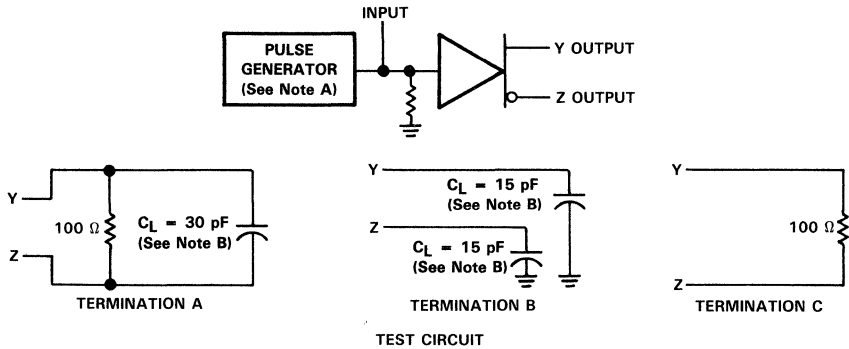 INPUT
PULSE
GENERATOR
(See Note A)
Y OUTPUT
Z OUTPUT
Y
100 Ω
CL = 30 pF
(See Note B)
Z
TERMINATION A
Y
CL = 15 pF
(See Note B)
Z
CL = 15 pF
(See Note B)
TERMINATION B
Y
100 Ω
Z
TERMINATION C
TEST CIRCUIT